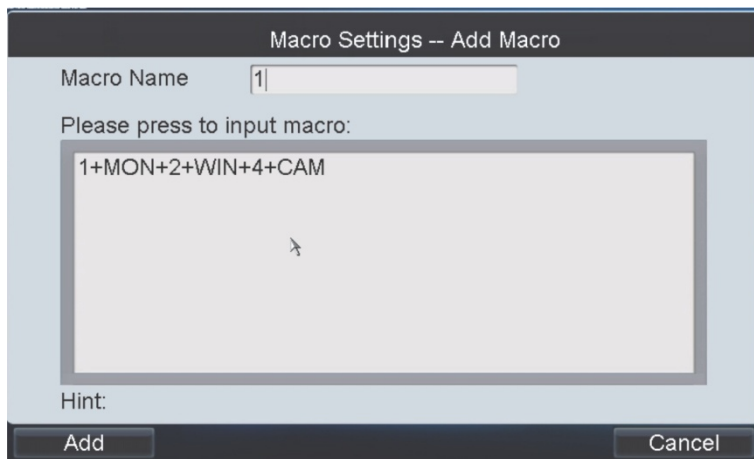 Macro Settings -- Add Macro
Macro Name 1
Please press to input macro:
1+MON+2+WIN+4+CAM
Hint:
Add Cancel